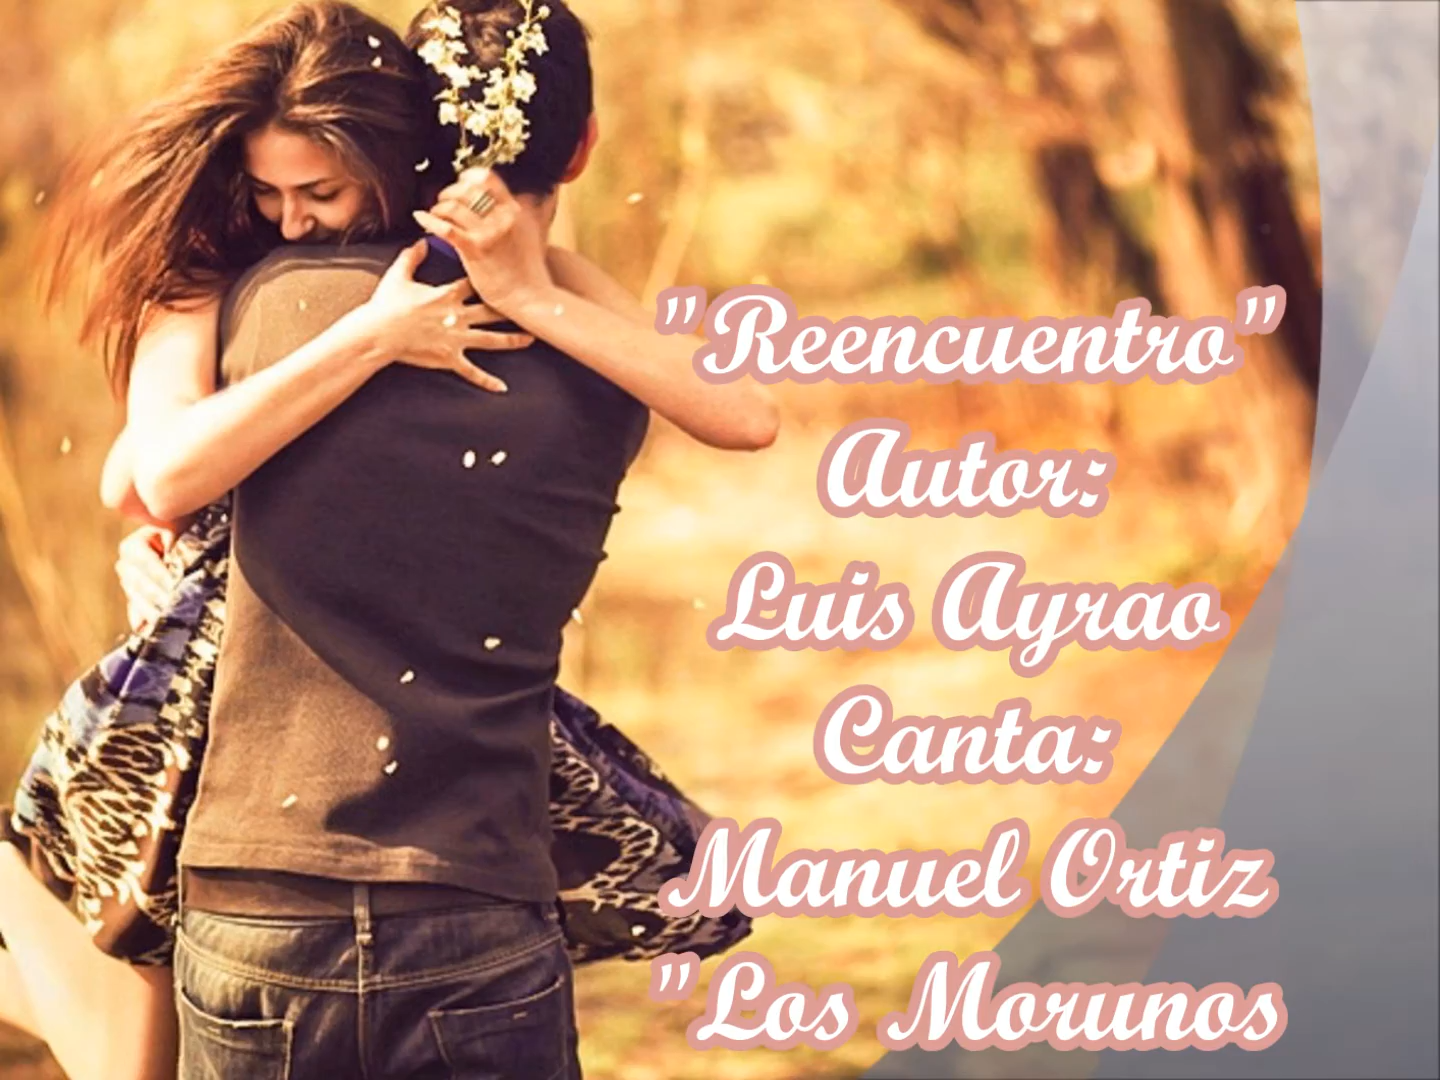 "Reencuentro"
Autor:
Luis Ayrao
Canta:
Manuel Ortiz
"Los Morunos